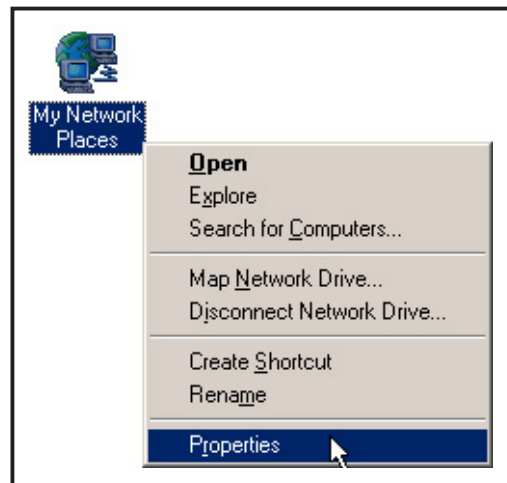 My Network
Places
Open
Explore
Search for Computers...
Map Network Drive...
Disconnect Network Drive...
Create Shortcut
Rename
Properties